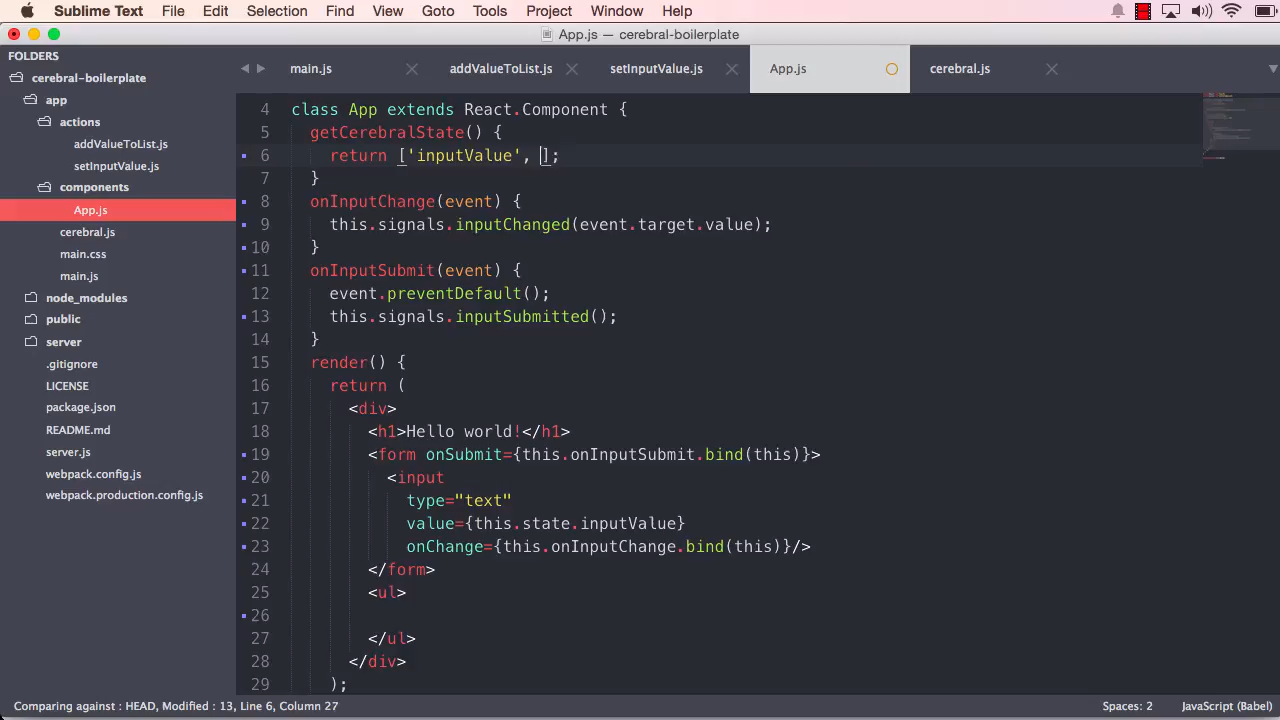 Sublime Text File Edit Selection Find View Goto Tools Project Window Help
App.js — cerebral-boilerplate
FOLDERS
cerebral-boilerplate
app
actions
addValueToList.js
setInputValue.js
components
App.js
cerebral.js
main.css
main.js
node_modules
public
server
.gitignore
LICENSE
package.json
README.md
server.js
webpack.config.js
webpack.production.config.js
main.js addValueToList.js setInputValue.js App.js cerebral.js
4 class App extends React.Component {
5 getCerebralState() {
6 return ['inputValue', ];
7 }
8 onInputChange(event) {
9 this.signals.inputChanged(event.target.value);
10 }
11 onInputSubmit(event) {
12 event.preventDefault();
13 this.signals.inputSubmitted();
14 }
15 render() {
16 return (
17 <div>
18 <h1>Hello world!</h1>
19 <form onSubmit={this.onInputSubmit.bind(this)}>
20 <input
21 type="text"
22 value={this.state.inputValue}
23 onChange={this.onInputChange.bind(this)}/>
24 </form>
25 <ul>
26
27 </ul>
28 </div>
29 );
Comparing against : HEAD, Modified : 13, Line 6, Column 27 Spaces: 2 JavaScript (Babel)